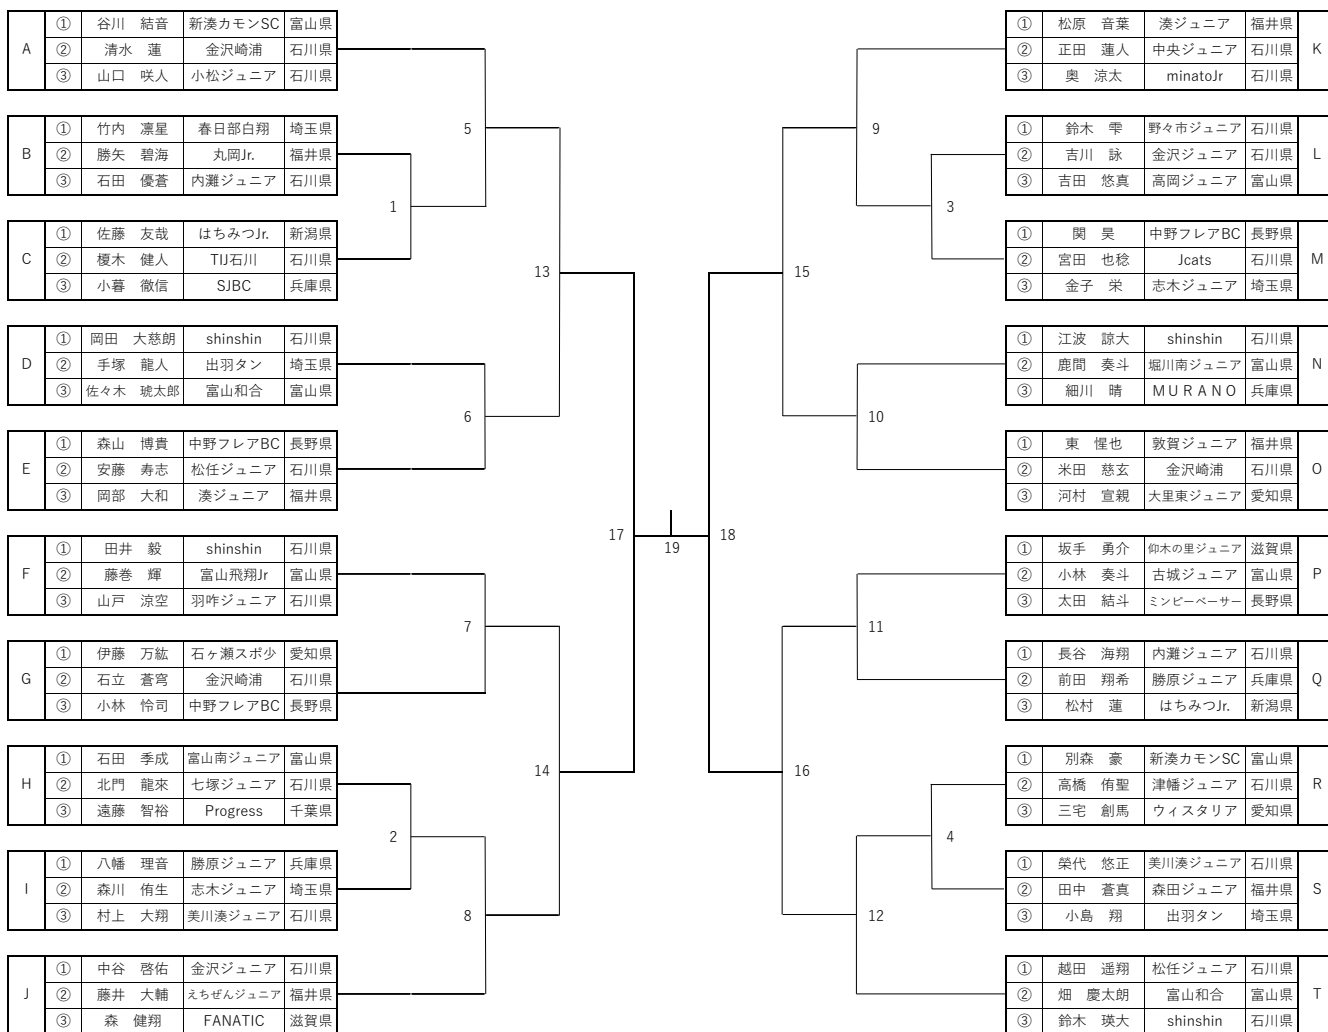 A
① 谷川 結音 新湊カモンSC 富山県
② 清水 蓮 金沢崎浦 石川県
③ 山口 咲人 小松ジュニア 石川県
B
① 竹内 凛星 春日部白翔 埼玉県
② 勝矢 碧海 丸岡Jr. 福井県
③ 石田 優蒼 内灘ジュニア 石川県
C
① 佐藤 友哉 はちみつJr. 新潟県
② 榎木 健人 TIJ石川 石川県
③ 小暮 徹信 SJBC 兵庫県
D
① 岡田 大慈朗 shinshin 石川県
② 手塚 龍人 出羽タン 埼玉県
③ 佐々木 琥太郎 富山和合 富山県
E
① 森山 博貴 中野フレアBC 長野県
② 安藤 寿志 松任ジュニア 石川県
③ 岡部 大和 湊ジュニア 福井県
F
① 田井 毅 shinshin 石川県
② 藤巻 輝 富山飛翔Jr 富山県
③ 山戸 涼空 羽咋ジュニア 石川県
G
① 伊藤 万紘 石ヶ瀬スポ少 愛知県
② 石立 蒼穹 金沢崎浦 石川県
③ 小林 怜司 中野フレアBC 長野県
H
① 石田 季成 富山南ジュニア 富山県
② 北門 龍來 七塚ジュニア 石川県
③ 遠藤 智裕 Progress 千葉県
I
① 八幡 理音 勝原ジュニア 兵庫県
② 森川 侑生 志木ジュニア 埼玉県
③ 村上 大翔 美川湊ジュニア 石川県
J
① 中谷 啓佑 金沢ジュニア 石川県
② 藤井 大輔 えちぜんジュニア 福井県
③ 森 健翔 FANATIC 滋賀県
1
2
5
6
7
8
13
14
17
19
18
15
16
9
10
11
12
3
4
① 松原 音葉 湊ジュニア 福井県
② 正田 蓮人 中央ジュニア 石川県
③ 奥 涼太 minatoJr 石川県
K
① 鈴木 雫 野々市ジュニア 石川県
② 吉川 詠 金沢ジュニア 石川県
③ 吉田 悠真 高岡ジュニア 富山県
L
① 関 昊 中野フレアBC 長野県
② 宮田 也稔 Jcats 石川県
③ 金子 栄 志木ジュニア 埼玉県
M
① 江波 諒大 shinshin 石川県
② 鹿間 奏斗 堀川南ジュニア 富山県
③ 細川 晴 MURANO 兵庫県
N
① 東 惺也 敦賀ジュニア 福井県
② 米田 慈玄 金沢崎浦 石川県
③ 河村 宣親 大里東ジュニア 愛知県
O
① 坂手 勇介 仰木の里ジュニア 滋賀県
② 小林 奏斗 古城ジュニア 富山県
③ 太田 結斗 ミンピーベーサー 長野県
P
① 長谷 海翔 内灘ジュニア 石川県
② 前田 翔希 勝原ジュニア 兵庫県
③ 松村 蓮 はちみつJr. 新潟県
Q
① 別森 豪 新湊カモンSC 富山県
② 高橋 侑聖 津幡ジュニア 石川県
③ 三宅 創馬 ウィスタリア 愛知県
R
① 榮代 悠正 美川湊ジュニア 石川県
② 田中 蒼真 森田ジュニア 福井県
③ 小島 翔 出羽タン 埼玉県
S
① 越田 遥翔 松任ジュニア 石川県
② 畑 慶太朗 富山和合 富山県
③ 鈴木 瑛大 shinshin 石川県
T